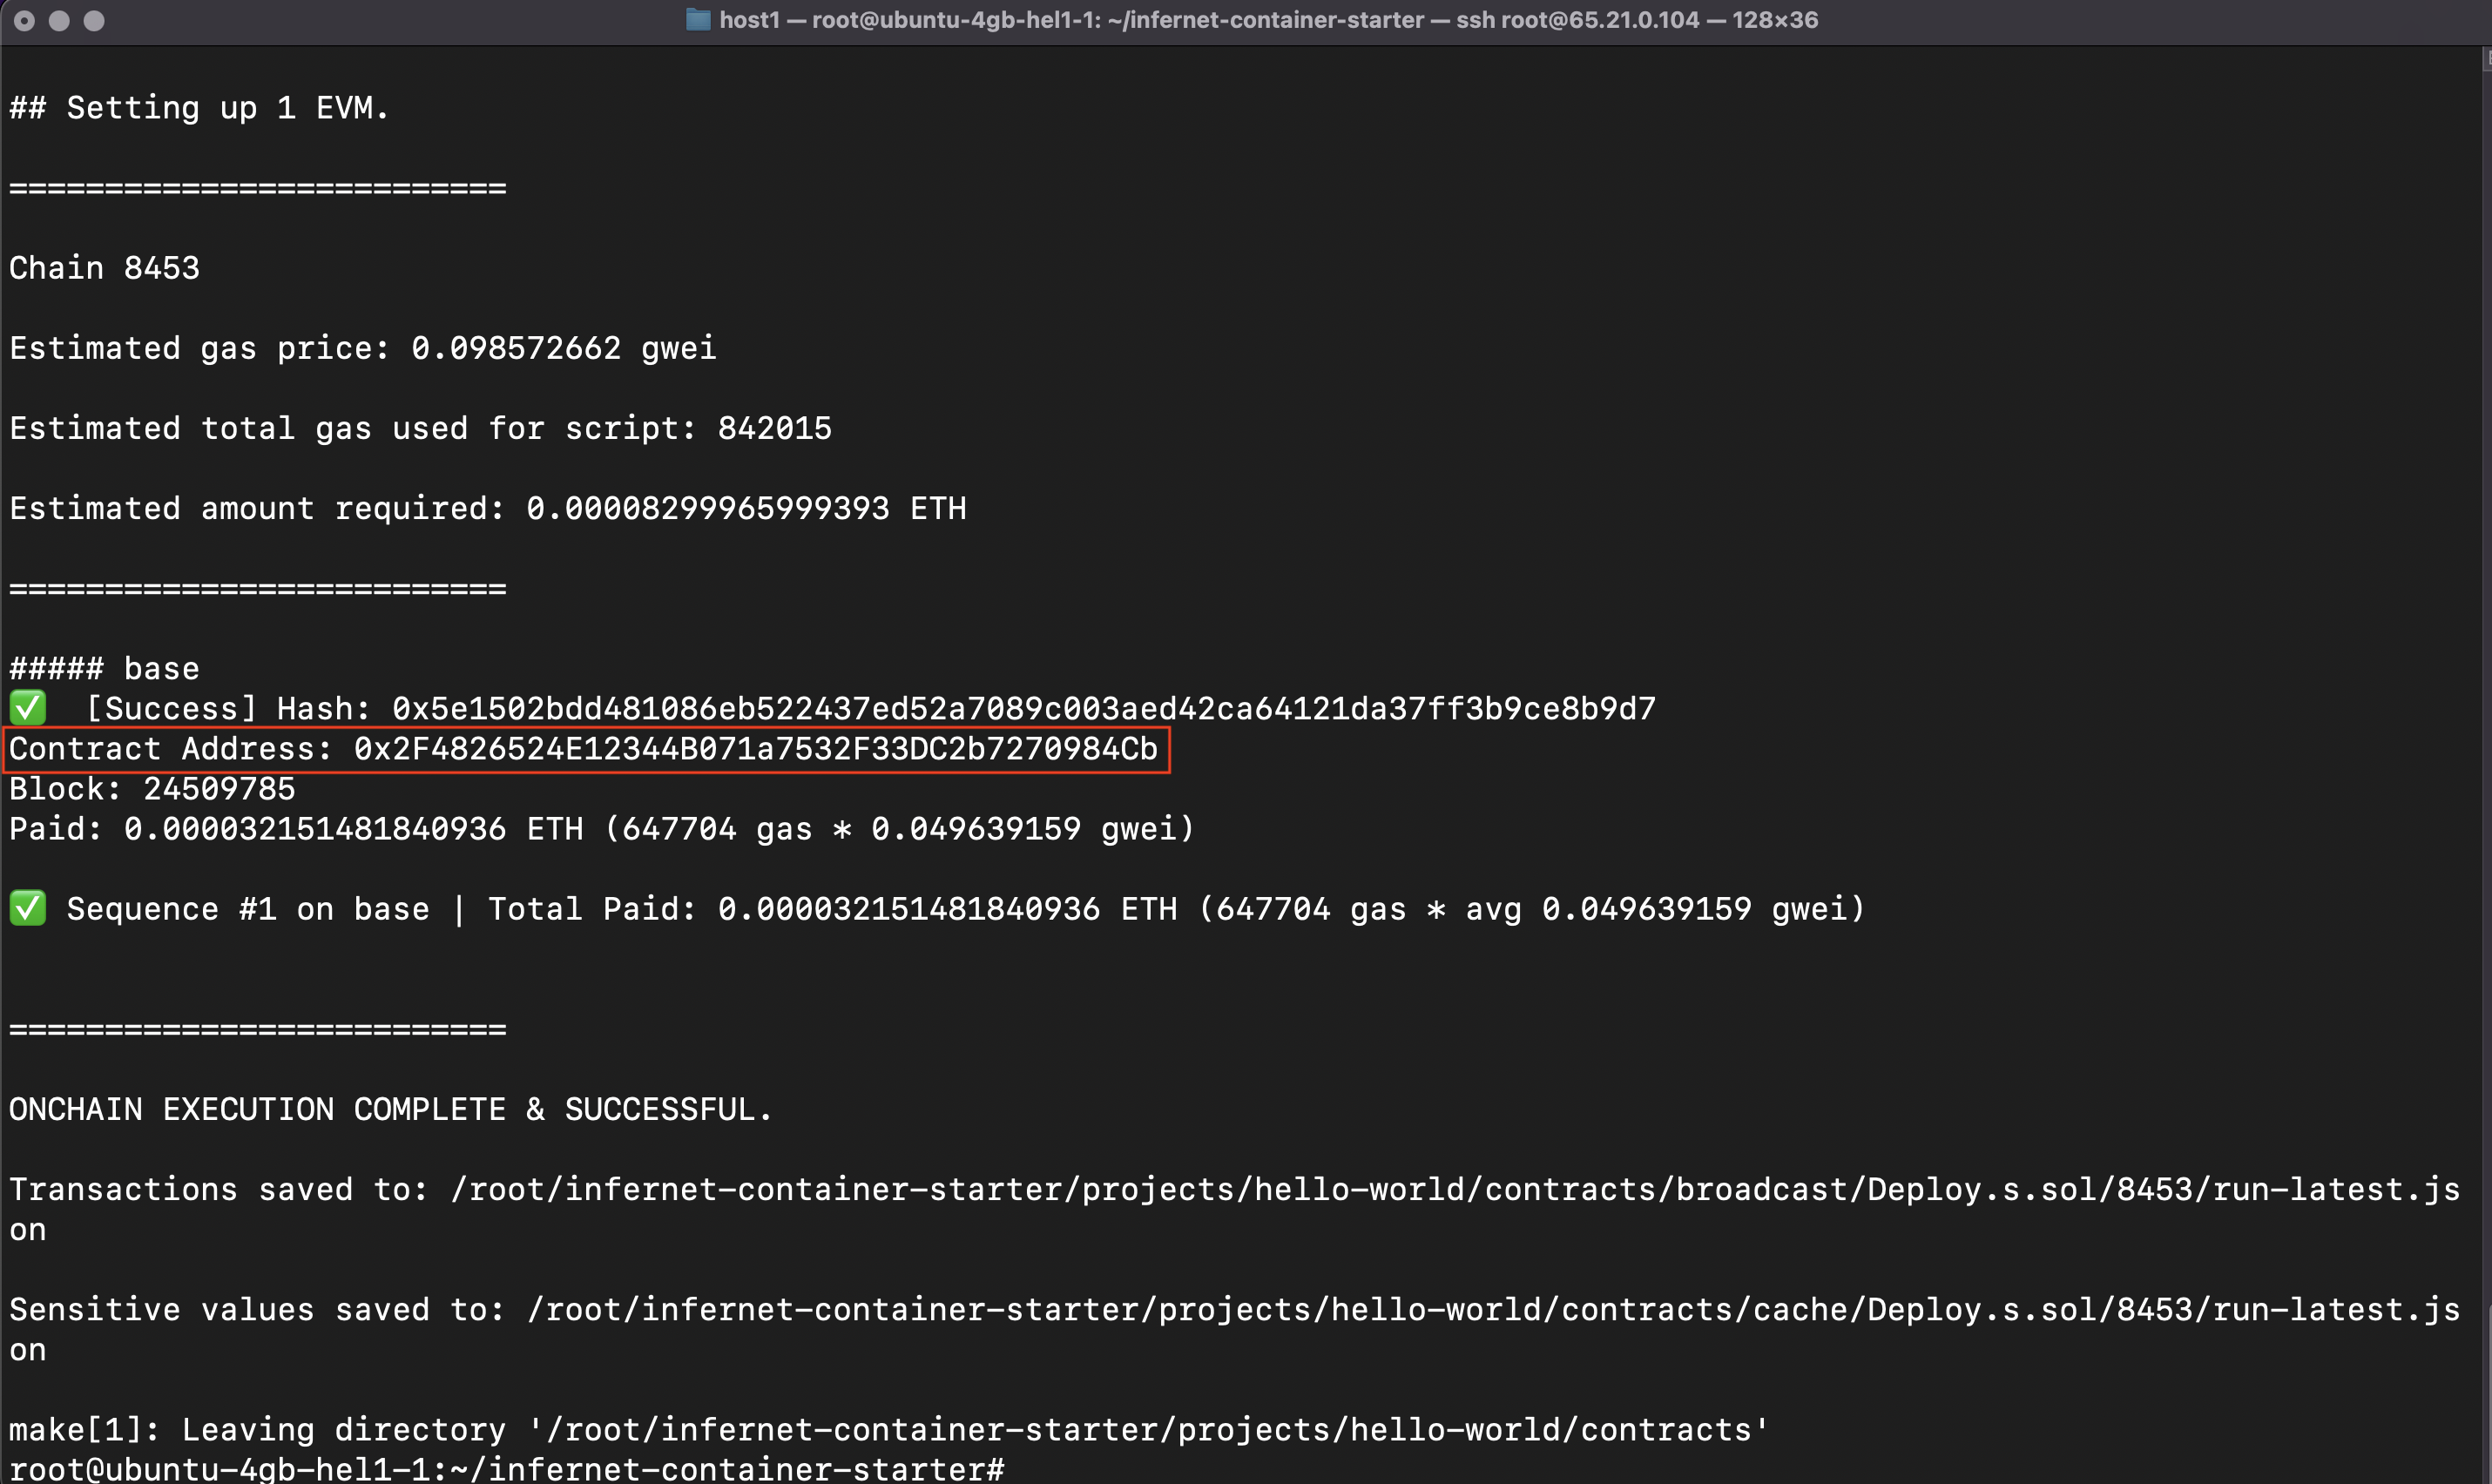 host1 — root@ubuntu-4gb-hel1-1: ~/infernet-container-starter — ssh root@65.21.0.104 — 128×36
## Setting up 1 EVM.
==========================
Chain 8453
Estimated gas price: 0.098572662 gwei
Estimated total gas used for script: 842015
Estimated amount required: 0.00008299965999393 ETH
==========================
##### base
✅  [Success] Hash: 0x5e1502bdd481086eb522437ed52a7089c003aed42ca64121da37ff3b9ce8b9d7
Contract Address: 0x2F4826524E12344B071a7532F33DC2b7270984Cb
Block: 24509785
Paid: 0.000032151481840936 ETH (647704 gas * 0.049639159 gwei)
✅ Sequence #1 on base | Total Paid: 0.000032151481840936 ETH (647704 gas * avg 0.049639159 gwei)
==========================
ONCHAIN EXECUTION COMPLETE & SUCCESSFUL.
Transactions saved to: /root/infernet-container-starter/projects/hello-world/contracts/broadcast/Deploy.s.sol/8453/run-latest.js
on
Sensitive values saved to: /root/infernet-container-starter/projects/hello-world/contracts/cache/Deploy.s.sol/8453/run-latest.js
on
make[1]: Leaving directory '/root/infernet-container-starter/projects/hello-world/contracts'
root@ubuntu-4gb-hel1-1:~/infernet-container-starter#